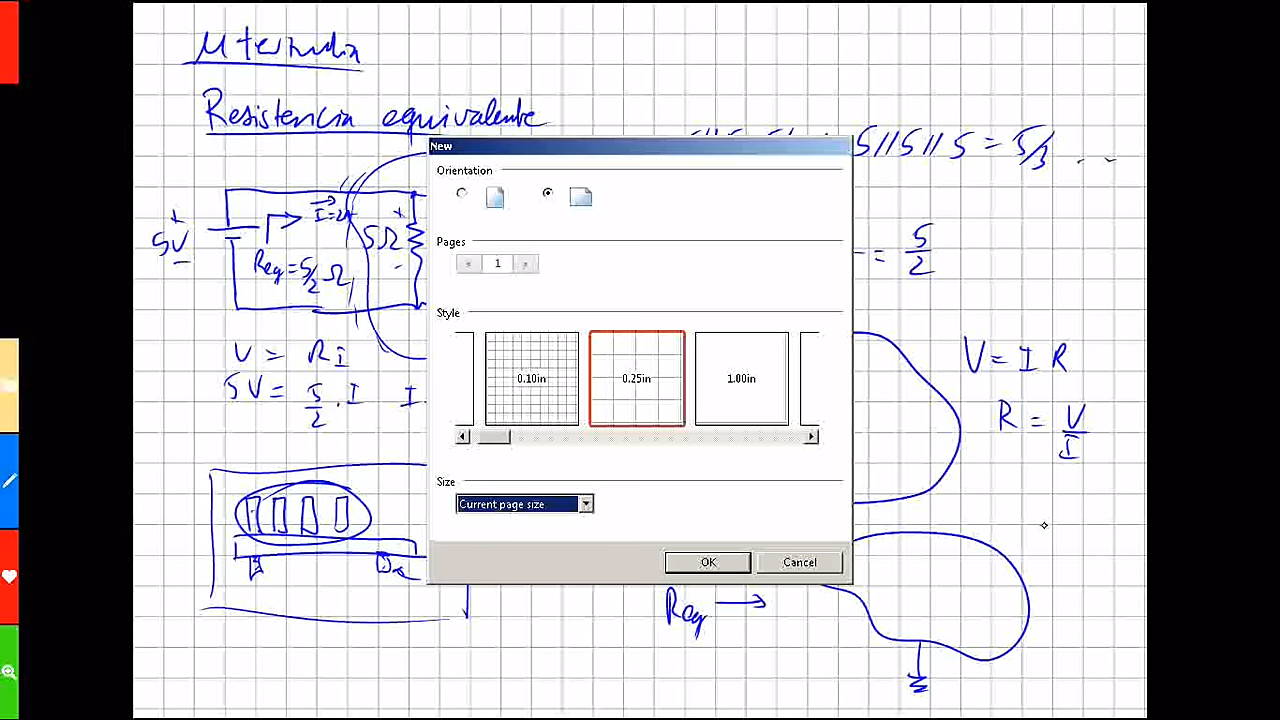 Resistencia equivalente
5//5//5 = 5/3 ...
5V
I=2A
5Ω
Req = 5/2 Ω
= 5/2
V = R I
5V = 5/2 . I I
V = I R
R = V/I
Req →
New
Orientation
Pages
1
Style
0.10in
0.25in
1.00in
Size
Current page size
OK
Cancel